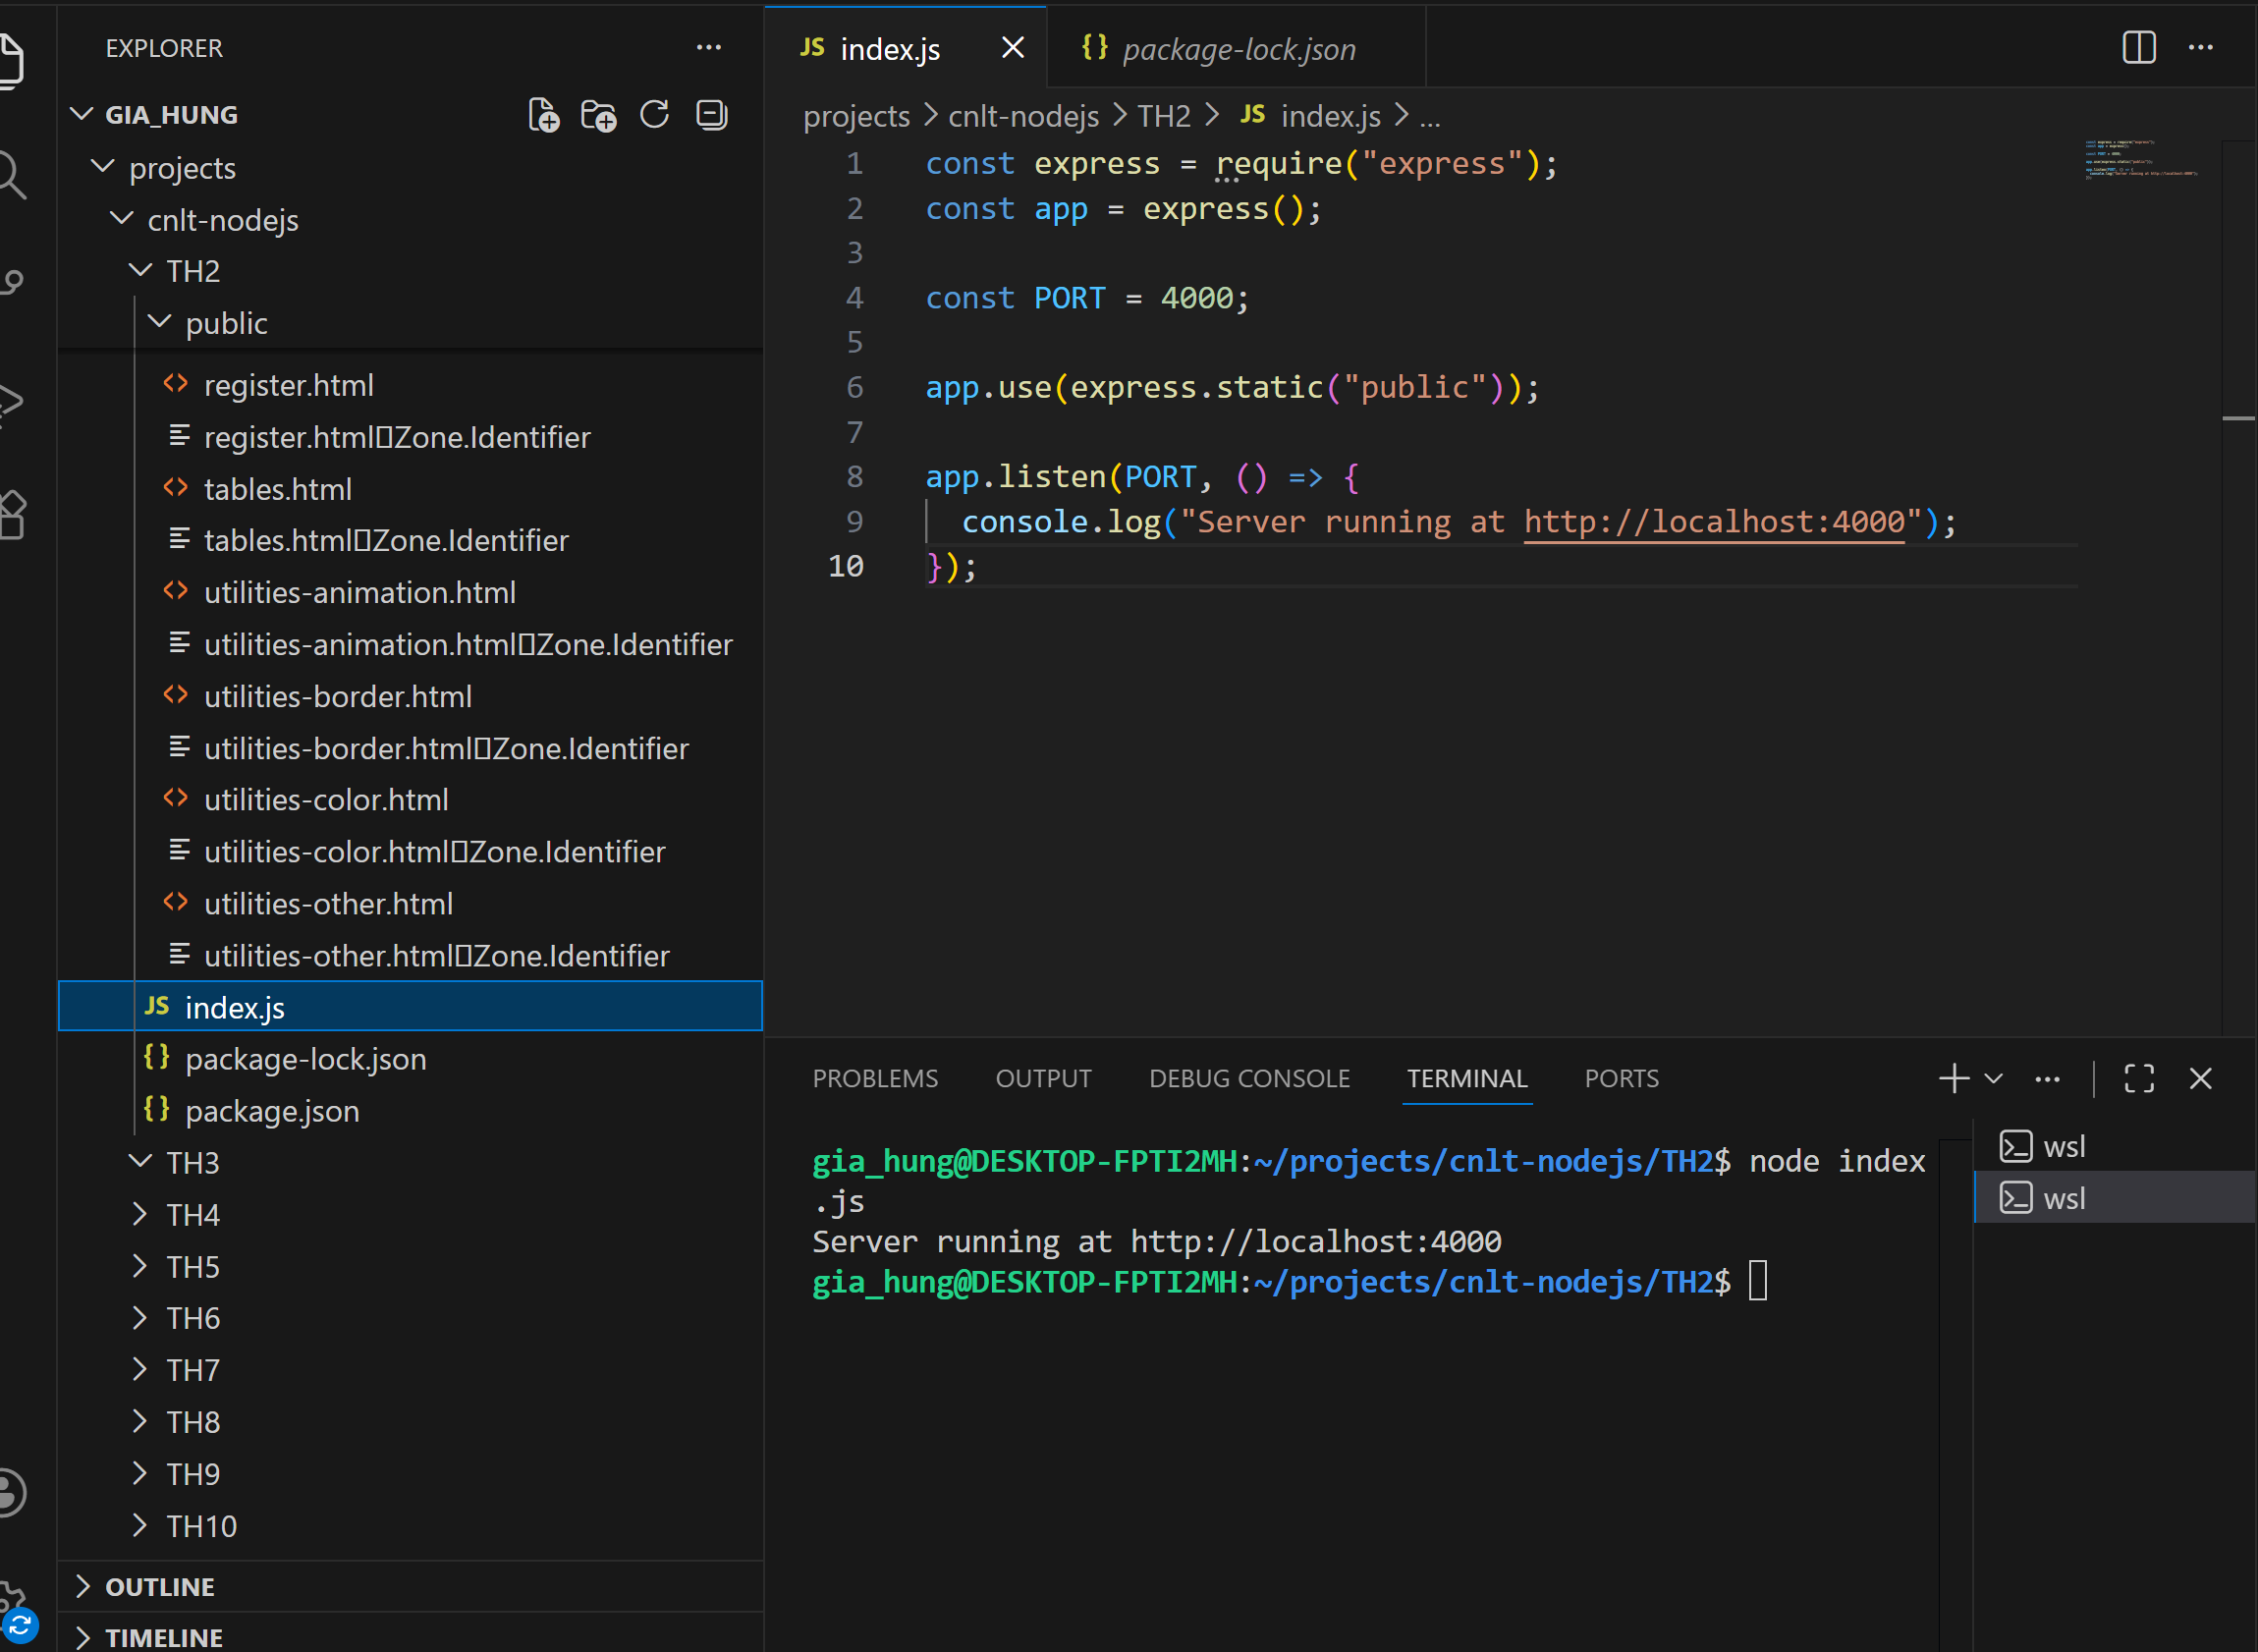 EXPLORER
GIA_HUNG
projects
cnlt-nodejs
TH2
public
register.html
register.html▯Zone.Identifier
tables.html
tables.html▯Zone.Identifier
utilities-animation.html
utilities-animation.html▯Zone.Identifier
utilities-border.html
utilities-border.html▯Zone.Identifier
utilities-color.html
utilities-color.html▯Zone.Identifier
utilities-other.html
utilities-other.html▯Zone.Identifier
JS index.js
{} package-lock.json
{} package.json
TH3
TH4
TH5
TH6
TH7
TH8
TH9
TH10
OUTLINE
TIMELINE
JS index.js
{} package-lock.json
projects > cnlt-nodejs > TH2 > JS index.js > ...
1 const express = require("express");
2 const app = express();
3
4 const PORT = 4000;
5
6 app.use(express.static("public"));
7
8 app.listen(PORT, () => {
9 console.log("Server running at http://localhost:4000");
10 });
PROBLEMS OUTPUT DEBUG CONSOLE TERMINAL PORTS
gia_hung@DESKTOP-FPTI2MH:~/projects/cnlt-nodejs/TH2$ node index
.js
Server running at http://localhost:4000
gia_hung@DESKTOP-FPTI2MH:~/projects/cnlt-nodejs/TH2$
wsl
wsl